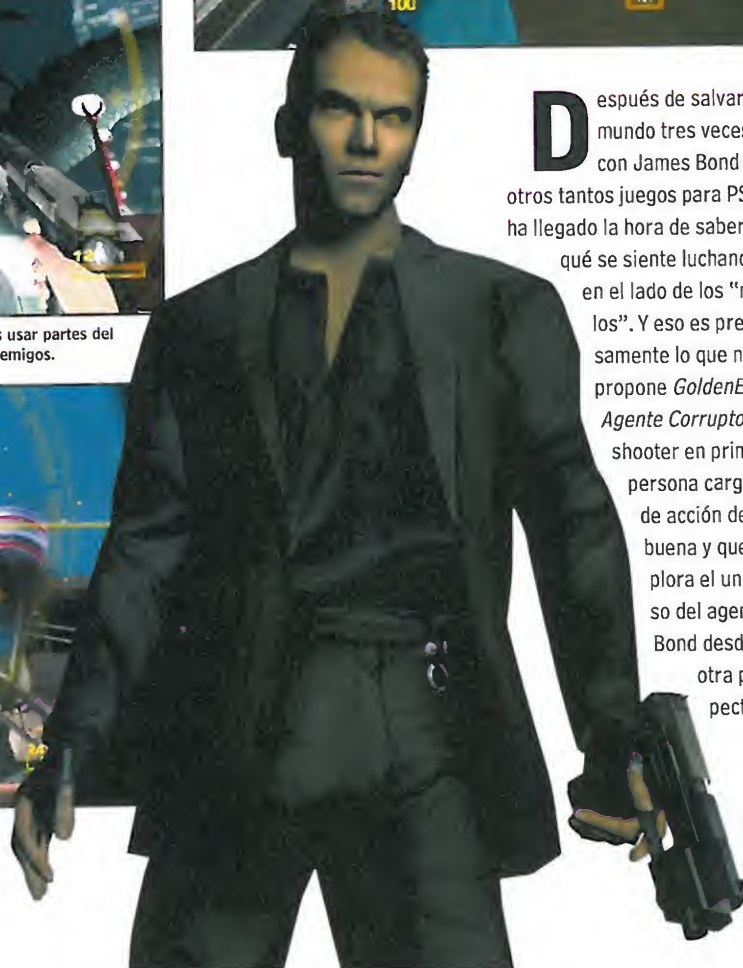 100
12
s usar partes del
emigos.
24
Después de salvar
mundo tres veces
con James Bond
otros tantos juegos para PS
ha llegado la hora de saber
qué se siente luchand
en el lado de los "m
los". Y eso es pre
samente lo que n
propone GoldenE
Agente Corrupto
shooter en prim
persona carg
de acción de
buena y que
plora el un
so del agen
Bond desd
otra p
pect